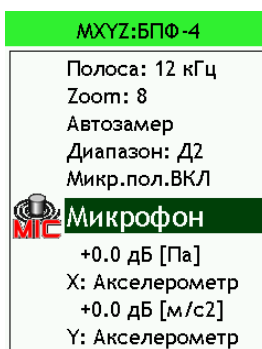 MXYZ:БПФ-4
Полоса: 12 кГц
Zoom: 8
Автозамер
Диапазон: Д2
Микр.пол.ВКЛ
MIC Микрофон
+0.0 дБ [Па]
X: Акселерометр
+0.0 дБ [м/с2]
Y: Акселерометр